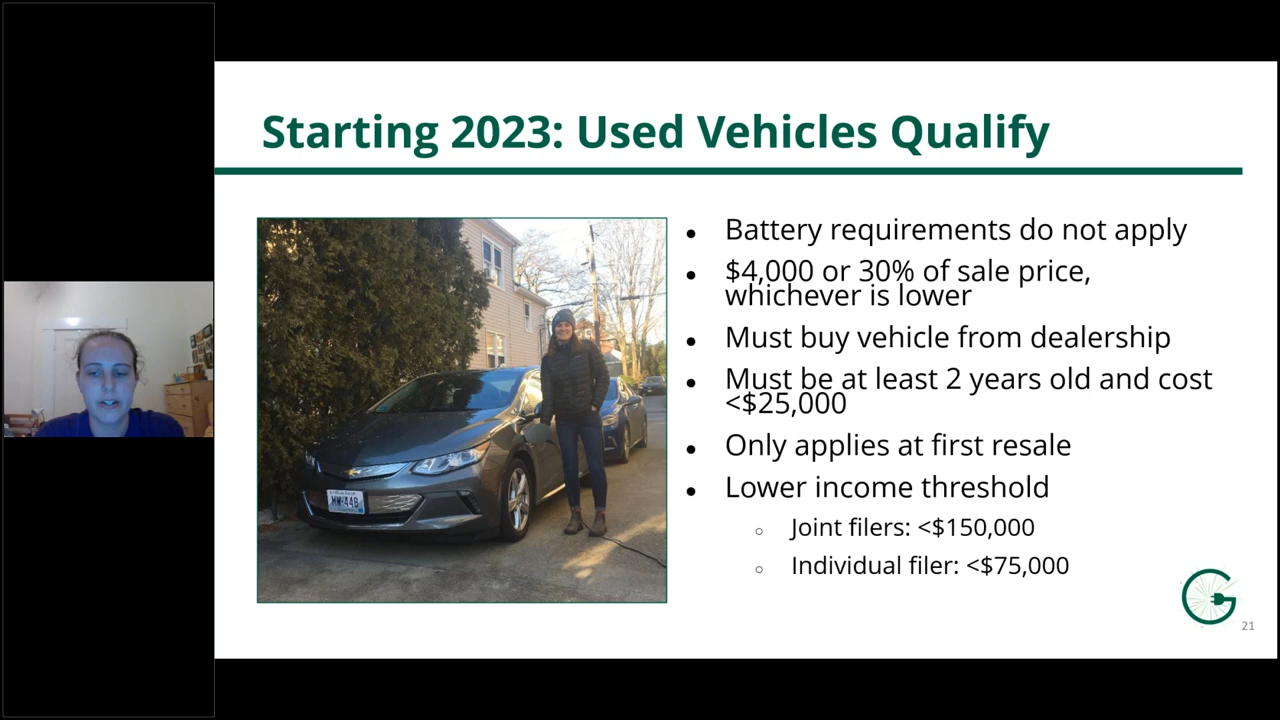 Starting 2023: Used Vehicles Qualify
Battery requirements do not apply
$4,000 or 30% of sale price,
whichever is lower
Must buy vehicle from dealership
Must be at least 2 years old and cost
<$25,000
Only applies at first resale
Lower income threshold
Joint filers: <$150,000
Individual filer: <$75,000
21